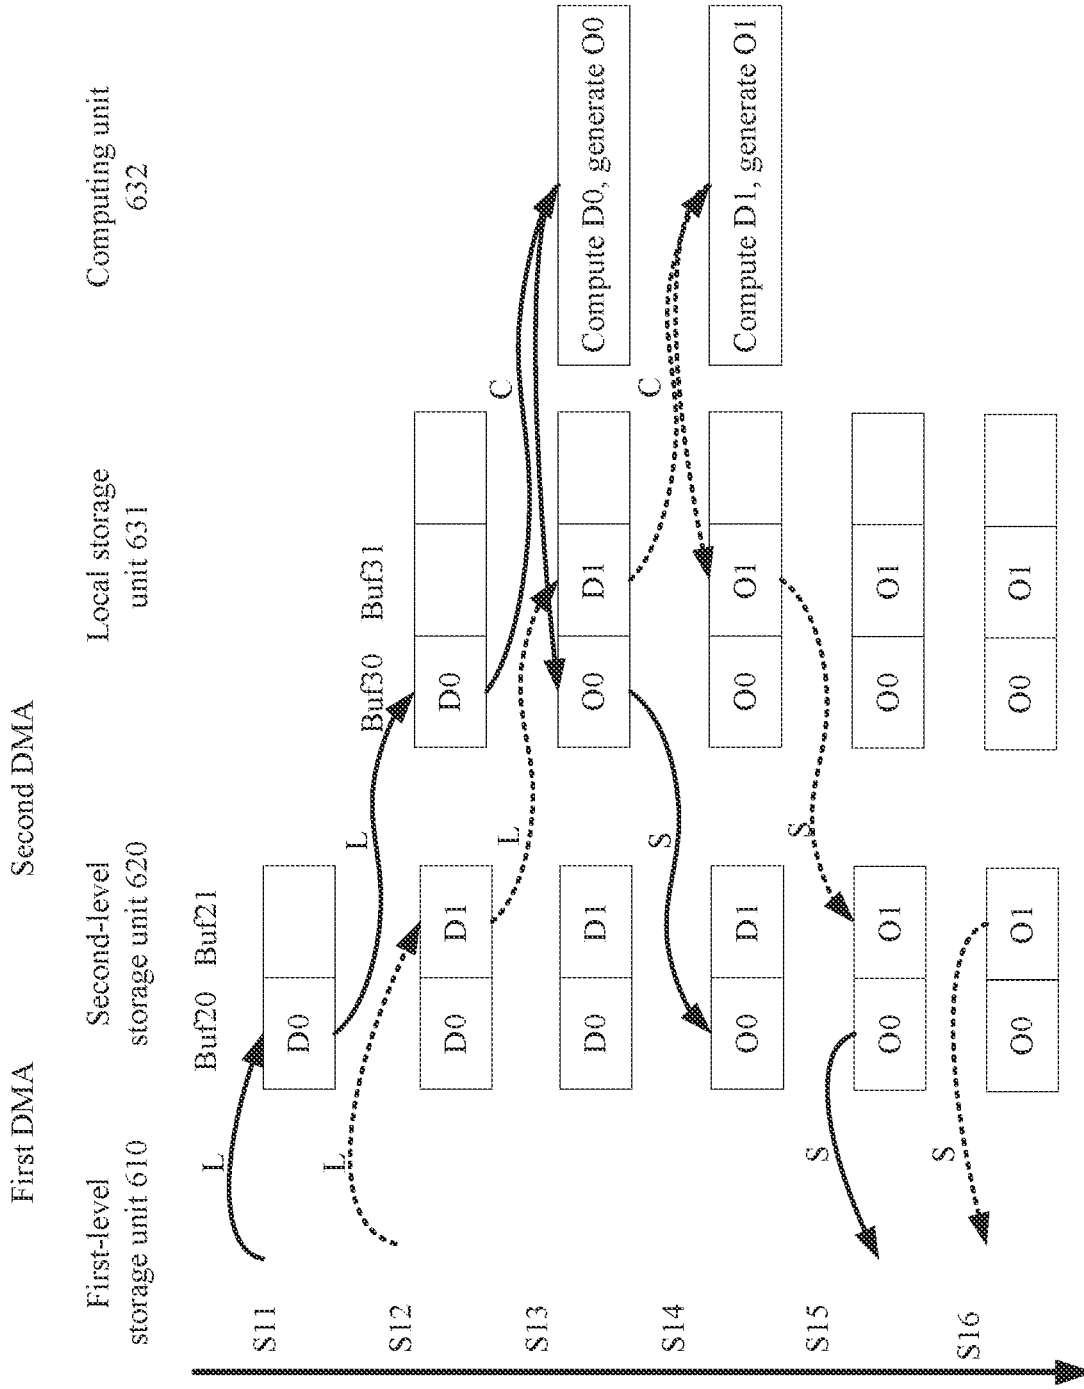 First DMA
Second DMA
First-level
storage unit 610
Second-level
storage unit 620
Local storage
unit 631
Computing unit
632
Buf20
Buf21
S11
L
D0
L
Buf30
Buf31
S12
L
D0
D1
L
D0
C
S13
D0
D1
O0
D1
Compute D0, generate O0
S
C
S14
O0
D1
O0
O1
Compute D1, generate O1
S
S15
S
O0
O1
O0
O1
S16
S
O0
O1
O0
O1